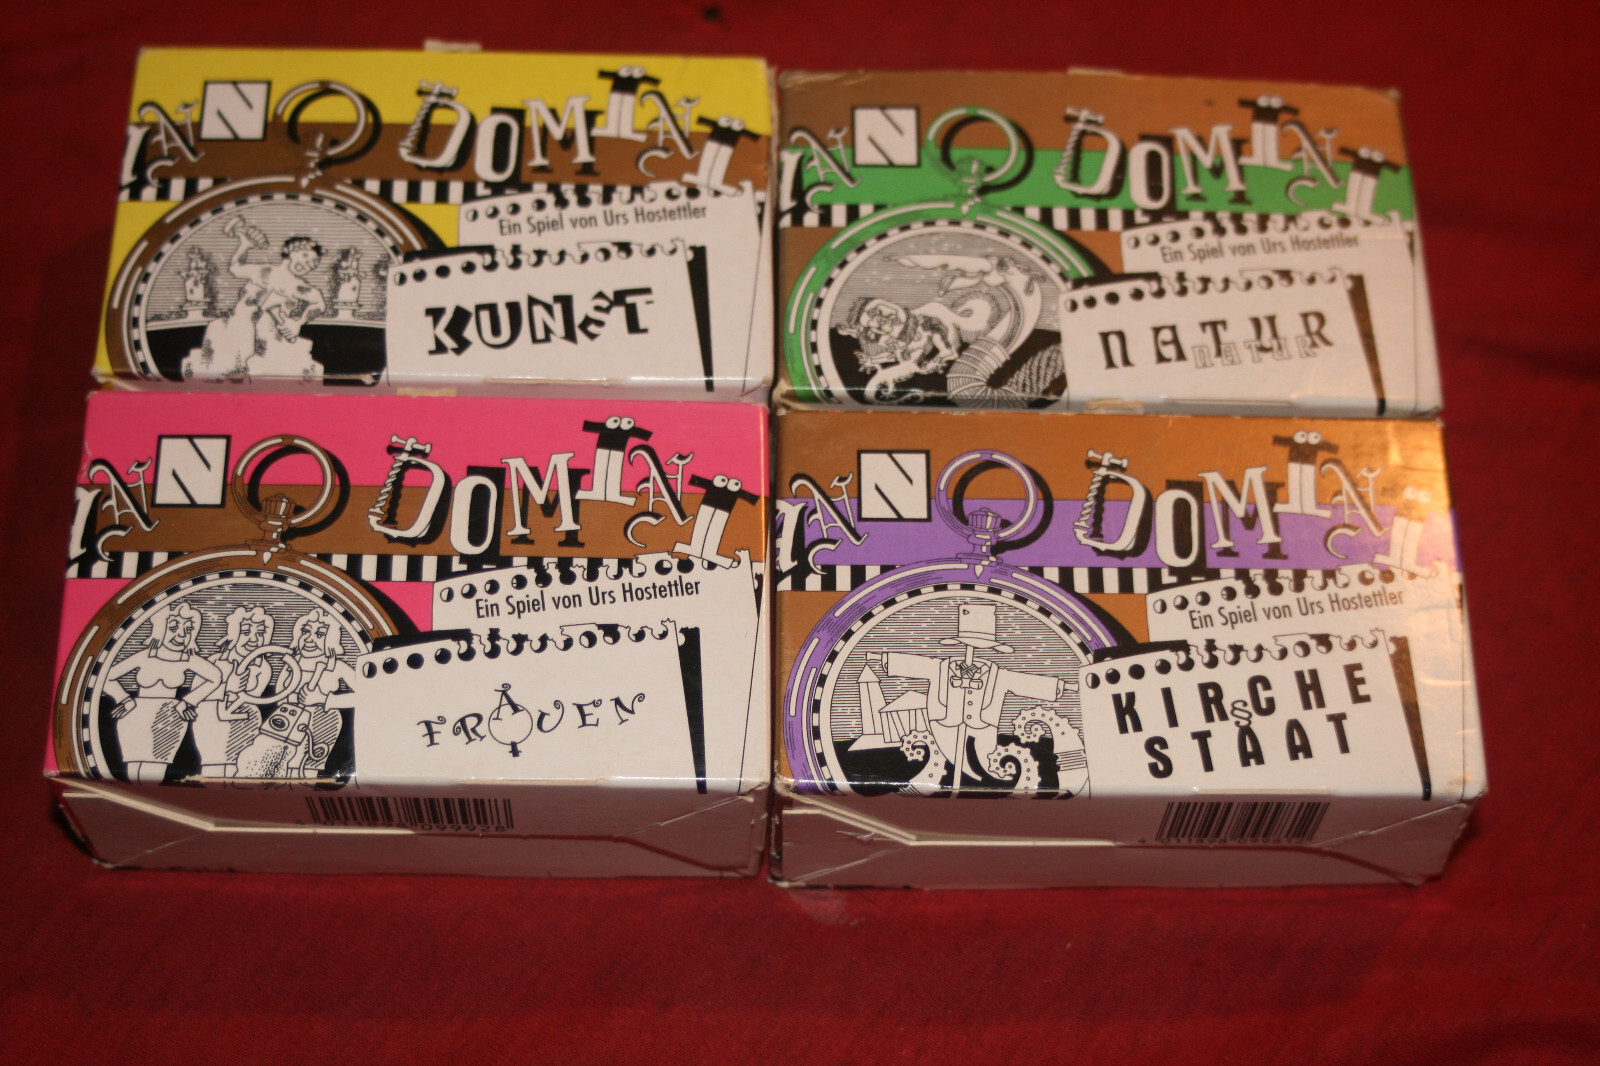 ANNO DOMINI
Ein Spiel von Urs Hostettler
KUNST
ANNO DOMINI
Ein Spiel von Urs Hostettler
NATUR
NATUR
ANNO DOMINI
Ein Spiel von Urs Hostettler
FRAUEN
ANNO DOMINI
Ein Spiel von Urs Hostettler
KIRCHE
§
STAAT